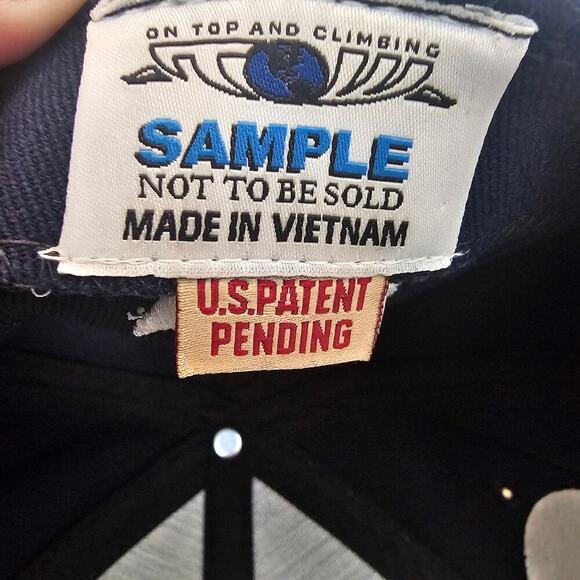 ON TOP AND CLIMBING
SAMPLE
NOT TO BE SOLD
MADE IN VIETNAM
U.S.PATENT
PENDING